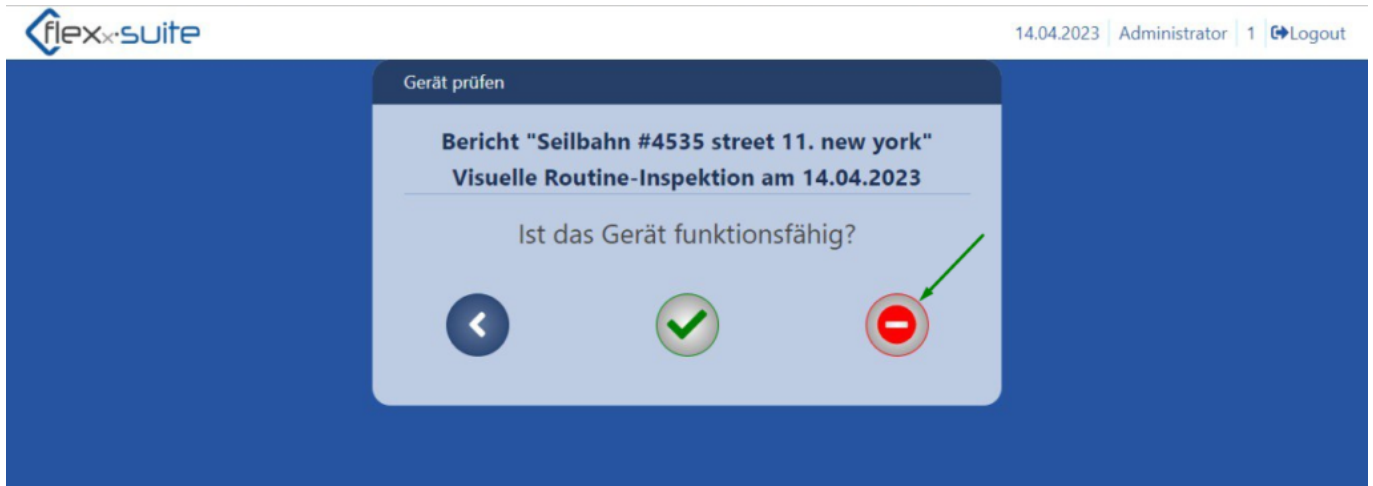 flexx·suite
14.04.2023 Administrator 1 Logout
Gerät prüfen
Bericht "Seilbahn #4535 street 11. new york"
Visuelle Routine-Inspektion am 14.04.2023
Ist das Gerät funktionsfähig?